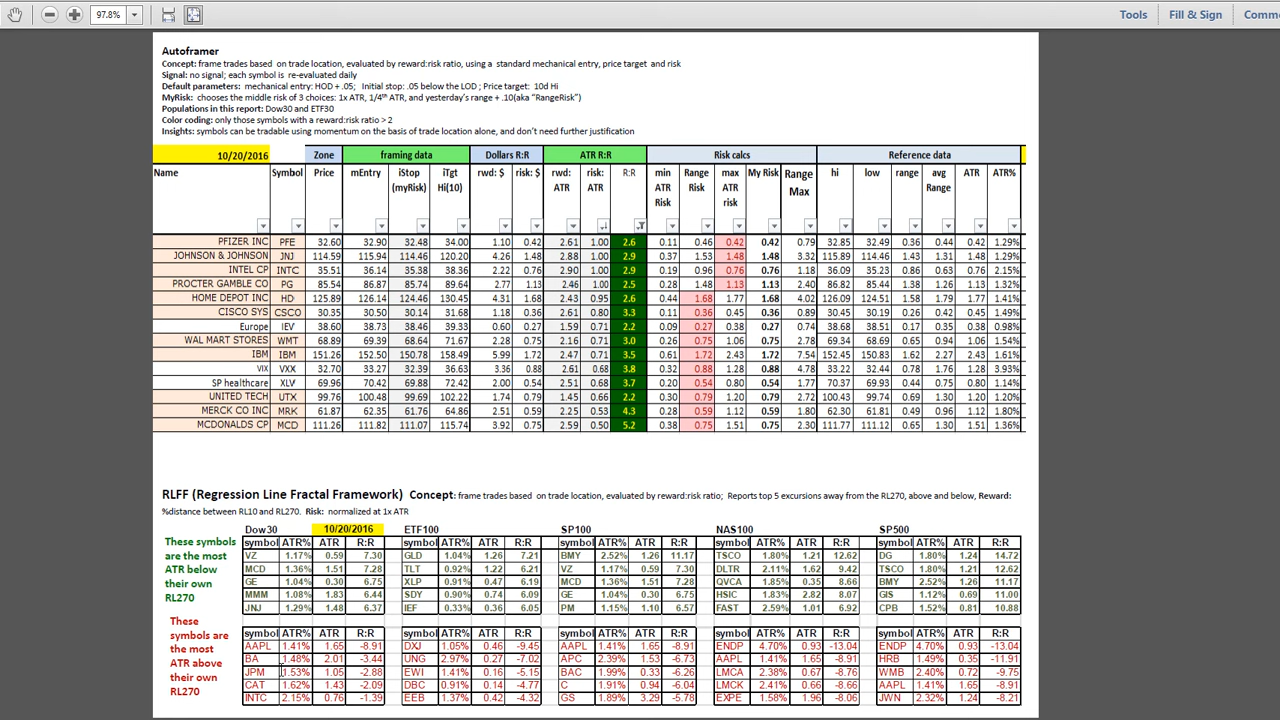 97.8%
Tools
Fill & Sign
Comme
Autoframer
Concept: frame trades based on trade location, evaluated by reward:risk ratio, using a standard mechanical entry, price target and risk
Signal: no signal; each symbol is re-evaluated daily
Default parameters: mechanical entry: HOD + .05; Initial stop: .05 below the LOD ; Price target: 10d Hi
MyRisk: chooses the middle risk of 3 choices: 1x ATR, 1/4th ATR, and yesterday's range + .10(aka "RangeRisk")
Populations in this report: Dow30 and ETF30
Color coding: only those symbols with a reward:risk ratio > 2
Insights: symbols can be tradable using momentum on the basis of trade location alone, and don't need further justification
10/20/2016 Zone framing data Dollars R:R ATR R:R Risk calcs Reference data
Name Symbol Price mEntry iStop (myRisk) iTgt Hi(10) rwd: $ risk: $ rwd: ATR risk: ATR R:R min ATR Risk Range Risk max ATR risk My Risk Range Max hi low range avg Range ATR ATR%
PFIZER INC PFE 32.60 32.90 32.48 34.00 1.10 0.42 2.61 1.00 2.6 0.11 0.46 0.42 0.42 0.79 32.85 32.49 0.36 0.44 0.42 1.29%
JOHNSON & JOHNSON JNJ 114.59 115.94 114.46 120.20 4.26 1.48 2.88 1.00 2.9 0.37 1.53 1.48 1.48 3.32 115.89 114.46 1.43 1.31 1.48 1.29%
INTEL CP INTC 35.51 36.14 35.38 38.36 2.22 0.76 2.90 1.00 2.9 0.19 0.96 0.76 0.76 1.18 36.09 35.23 0.86 0.63 0.76 2.15%
PROCTER GAMBLE CO PG 85.54 86.87 85.74 89.64 2.77 1.13 2.46 1.00 2.5 0.28 1.48 1.13 1.13 2.40 86.82 85.44 1.38 1.26 1.13 1.32%
HOME DEPOT INC HD 125.89 126.14 124.46 130.45 4.31 1.68 2.43 0.95 2.6 0.44 1.68 1.77 1.68 4.02 126.09 124.51 1.58 1.79 1.77 1.41%
CISCO SYS CSCO 30.35 30.50 30.14 31.68 1.18 0.36 2.61 0.80 3.3 0.11 0.36 0.45 0.36 0.89 30.45 30.19 0.26 0.42 0.45 1.49%
Europe IEV 38.60 38.73 38.46 39.33 0.60 0.27 1.59 0.71 2.2 0.09 0.27 0.38 0.27 0.74 38.68 38.51 0.17 0.35 0.38 0.98%
WAL MART STORES WMT 68.89 69.39 68.64 71.67 2.28 0.75 2.16 0.71 3.0 0.26 0.75 1.06 0.75 2.78 69.34 68.69 0.65 0.94 1.06 1.54%
IBM IBM 151.26 152.50 150.78 158.49 5.99 1.72 2.47 0.71 3.5 0.61 1.72 2.43 1.72 7.54 152.45 150.83 1.62 2.27 2.43 1.61%
VIX VXX 32.70 33.27 32.39 36.63 3.36 0.88 2.61 0.68 3.8 0.32 0.88 1.28 0.88 4.78 33.22 32.44 0.78 1.76 1.28 3.93%
SP healthcare XLV 69.96 70.42 69.88 72.42 2.00 0.54 2.51 0.68 3.7 0.20 0.54 0.80 0.54 1.77 70.37 69.93 0.44 0.75 0.80 1.14%
UNITED TECH UTX 99.76 100.48 99.69 102.22 1.74 0.79 1.45 0.66 2.2 0.30 0.79 1.20 0.79 2.72 100.43 99.74 0.69 1.30 1.20 1.20%
MERCK CO INC MRK 61.87 62.35 61.76 64.86 2.51 0.59 2.25 0.53 4.3 0.28 0.59 1.12 0.59 1.80 62.30 61.81 0.49 0.96 1.12 1.80%
MCDONALDS CP MCD 111.26 111.82 111.07 115.74 3.92 0.75 2.59 0.50 5.2 0.38 0.75 1.51 0.75 2.30 111.77 111.12 0.65 1.30 1.51 1.36%
RLFF (Regression Line Fractal Framework) Concept: frame trades based on trade location, evaluated by reward:risk ratio; Reports top 5 excursions away from the RL270, above and below, Reward:
%distance between RL10 and RL270. Risk: normalized at 1x ATR
Dow30 10/20/2016 ETF100 SP100 NAS100 SP500
These symbols are the most ATR below their own RL270
symbol ATR% ATR R:R symbol ATR% ATR R:R symbol ATR% ATR R:R symbol ATR% ATR R:R symbol ATR% ATR R:R
VZ 1.17% 0.59 7.30 GLD 1.04% 1.26 7.21 BMY 2.52% 1.26 11.17 TSCO 1.80% 1.21 12.62 DG 1.80% 1.24 14.72
MCD 1.36% 1.51 7.28 TLT 0.92% 1.22 6.21 VZ 1.17% 0.59 7.30 DLTR 2.11% 1.62 9.42 TSCO 1.80% 1.21 12.62
GE 1.04% 0.30 6.75 XLP 0.91% 0.47 6.19 MCD 1.36% 1.51 7.28 QVCA 1.85% 0.35 8.66 BMY 2.52% 1.26 11.17
MMM 1.08% 1.83 6.44 SDY 0.90% 0.74 6.09 GE 1.04% 0.30 6.75 HSIC 1.83% 2.82 8.07 GIS 1.12% 0.69 11.00
JNJ 1.29% 1.48 6.37 IEF 0.33% 0.36 6.05 PM 1.15% 1.10 6.57 FAST 2.59% 1.01 6.92 CPB 1.52% 0.81 10.88
These symbols are the most ATR above their own RL270
symbol ATR% ATR R:R symbol ATR% ATR R:R symbol ATR% ATR R:R symbol ATR% ATR R:R symbol ATR% ATR R:R
AAPL 1.41% 1.65 -8.91 DXJ 1.05% 0.46 -9.45 AAPL 1.41% 1.65 -8.91 ENDP 4.70% 0.93 -13.04 ENDP 4.70% 0.93 -13.04
BA 1.48% 2.01 -3.44 UNG 2.97% 0.27 -7.02 APC 2.39% 1.53 -6.73 AAPL 1.41% 1.65 -8.91 HRB 1.49% 0.35 -11.91
JPM 1.53% 1.05 -2.88 EWI 1.41% 0.16 -5.15 BAC 1.99% 0.33 -6.26 LMCA 2.38% 0.67 -8.76 WMB 2.40% 0.72 -9.75
CAT 1.62% 1.43 -2.09 DBC 0.91% 0.14 -4.77 C 1.91% 0.94 -6.04 LMCK 2.41% 0.66 -8.66 AAPL 1.41% 1.65 -8.91
INTC 2.15% 0.76 -1.39 EEB 1.37% 0.42 -4.32 GS 1.89% 3.29 -5.78 EXPE 1.58% 1.96 -8.06 JWN 2.32% 1.24 -8.21